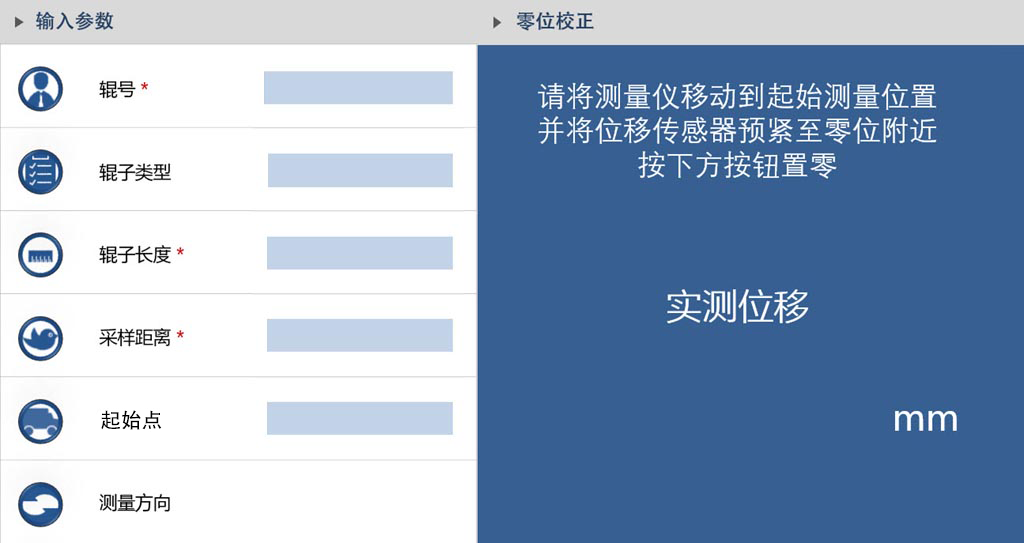 输入参数
零位校正
辊号 *
辊子类型
辊子长度 *
采样距离 *
起始点
测量方向
请将测量仪移动到起始测量位置
并将位移传感器预紧至零位附近
按下方按钮置零
实测位移
mm